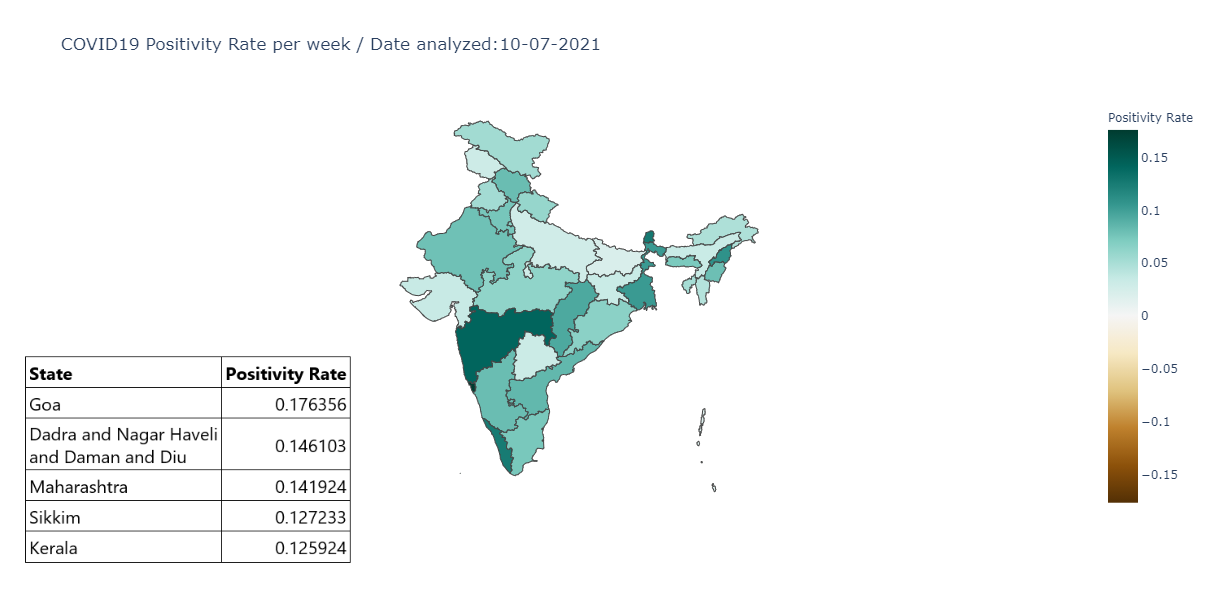 COVID19 Positivity Rate per week / Date analyzed:10-07-2021
Positivity Rate
0.15
0.1
0.05
0
−0.05
−0.1
−0.15
State Positivity Rate
Goa 0.176356
Dadra and Nagar Haveli
and Daman and Diu 0.146103
Maharashtra 0.141924
Sikkim 0.127233
Kerala 0.125924